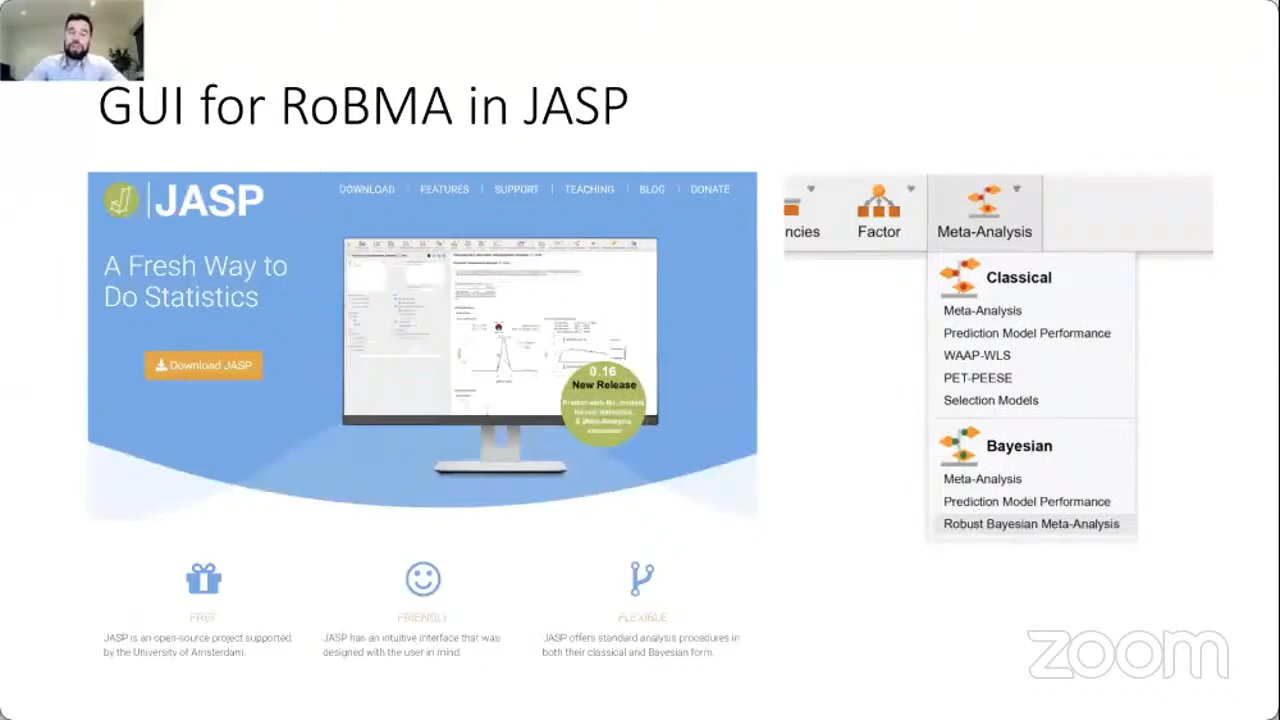 GUI for RoBMA in JASP
JASP
DOWNLOAD
FEATURES
SUPPORT
TEACHING
BLOG
DONATE
A Fresh Way to
Do Statistics
Download JASP
0.16
New Release
FREE
JASP is an open-source project supported
by the University of Amsterdam.
FRIENDLY
JASP has an intuitive interface that was
designed with the user in mind.
FLEXIBLE
JASP offers standard analysis procedures in
both their classical and Bayesian form.
ncies
Factor
Meta-Analysis
Classical
Meta-Analysis
Prediction Model Performance
WAAP-WLS
PET-PEESE
Selection Models
Bayesian
Meta-Analysis
Prediction Model Performance
Robust Bayesian Meta-Analysis
zoom